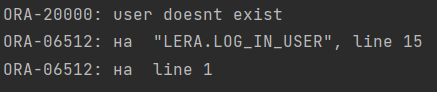 ORA-20000: user doesnt exist
ORA-06512: на  "LERA.LOG_IN_USER", line 15
ORA-06512: на  line 1